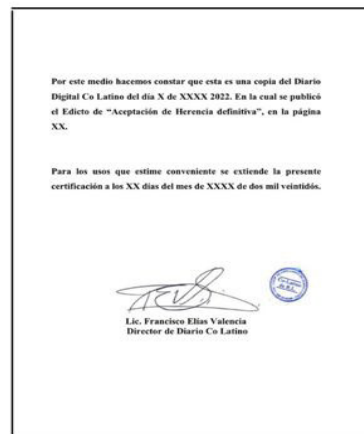 Por este medio hacemos constar que esta es una copia del Diario
Digital Co Latino del día X de XXXX 2022. En la cual se publicó
el Edicto de “Aceptación de Herencia definitiva”, en la página
XX.
Para los usos que estime conveniente se extiende la presente
certificación a los XX días del mes de XXXX de dos mil veintidós.
Co Latino
Lic. Francisco Elías Valencia
Director de Diario Co Latino